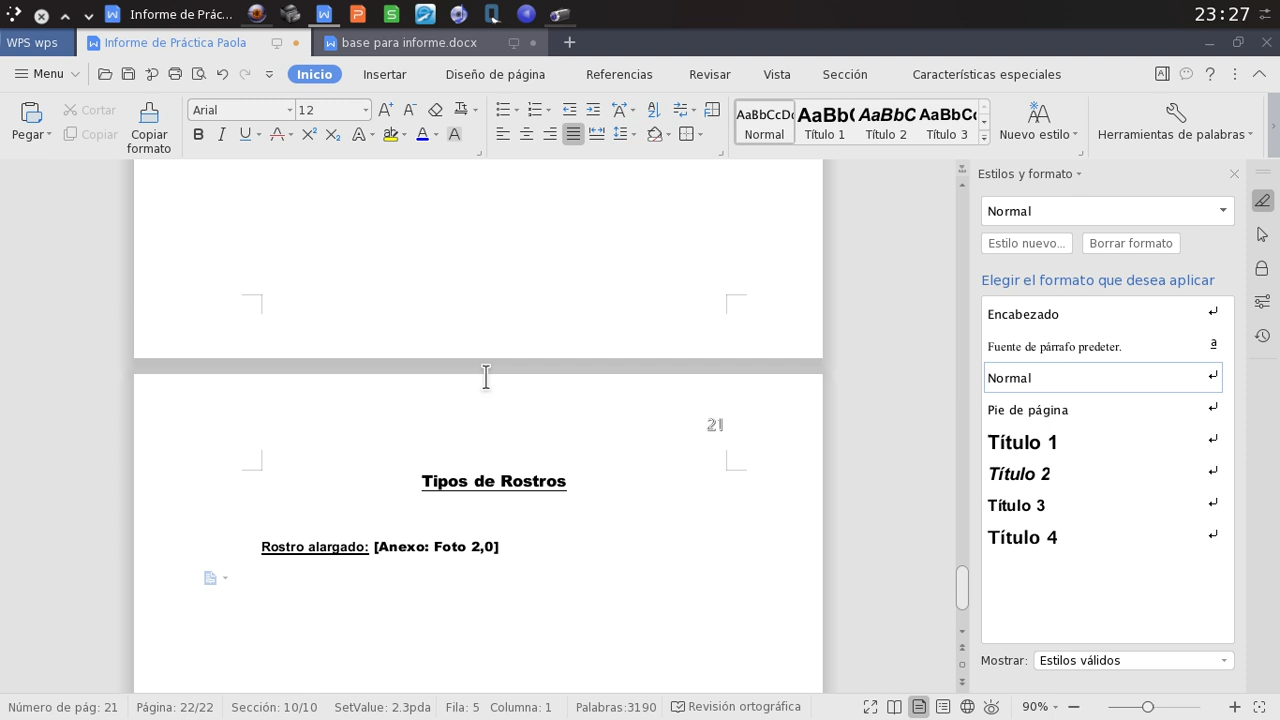 Informe de Prác...
23:27
WPS wps
Informe de Práctica Paola
base para informe.docx
Menu
Inicio
Insertar
Diseño de página
Referencias
Revisar
Vista
Sección
Características especiales
Pegar
Cortar
Copiar
Copiar formato
Arial
12
AaBbCcDc
Normal
AaBb(
Título 1
AaBbC
Título 2
AaBbCc
Título 3
Nuevo estilo
Herramientas de palabras
Estilos y formato
Normal
Estilo nuevo...
Borrar formato
Elegir el formato que desea aplicar
Encabezado
Fuente de párrafo predeter.
a
Normal
Pie de página
Título 1
Título 2
Título 3
Título 4
Mostrar:
Estilos válidos
21
Tipos de Rostros
Rostro alargado: [Anexo: Foto 2,0]
Número de pág: 21
Página: 22/22
Sección: 10/10
SetValue: 2.3pda
Fila: 5
Columna: 1
Palabras:3190
Revisión ortográfica
90%